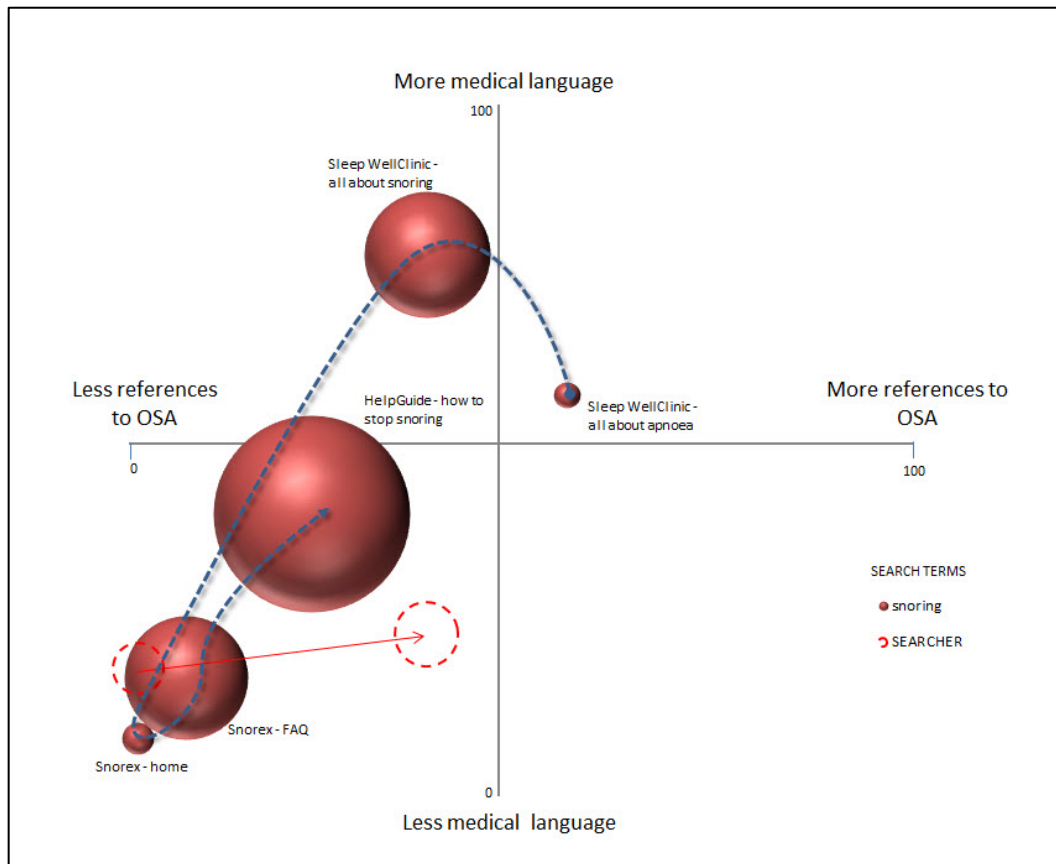 More medical language
100
Sleep WellClinic -
all about snoring
Less references
to OSA
HelpGuide - how to
stop snoring
Sleep WellClinic -
all about apnoea
More references to
OSA
0
100
SEARCH TERMS
snoring
SEARCHER
Snorex - FAQ
Snorex - home
0
Less medical language